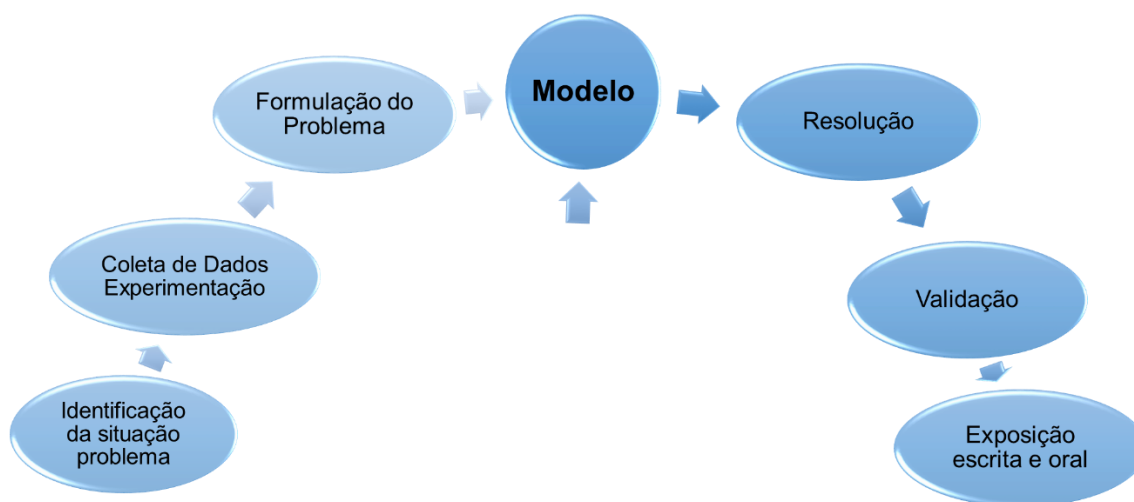 Identificação
da situação
problema
Coleta de Dados
Experimentação
Formulação do
Problema
Modelo
Resolução
Validação
Exposição
escrita e oral